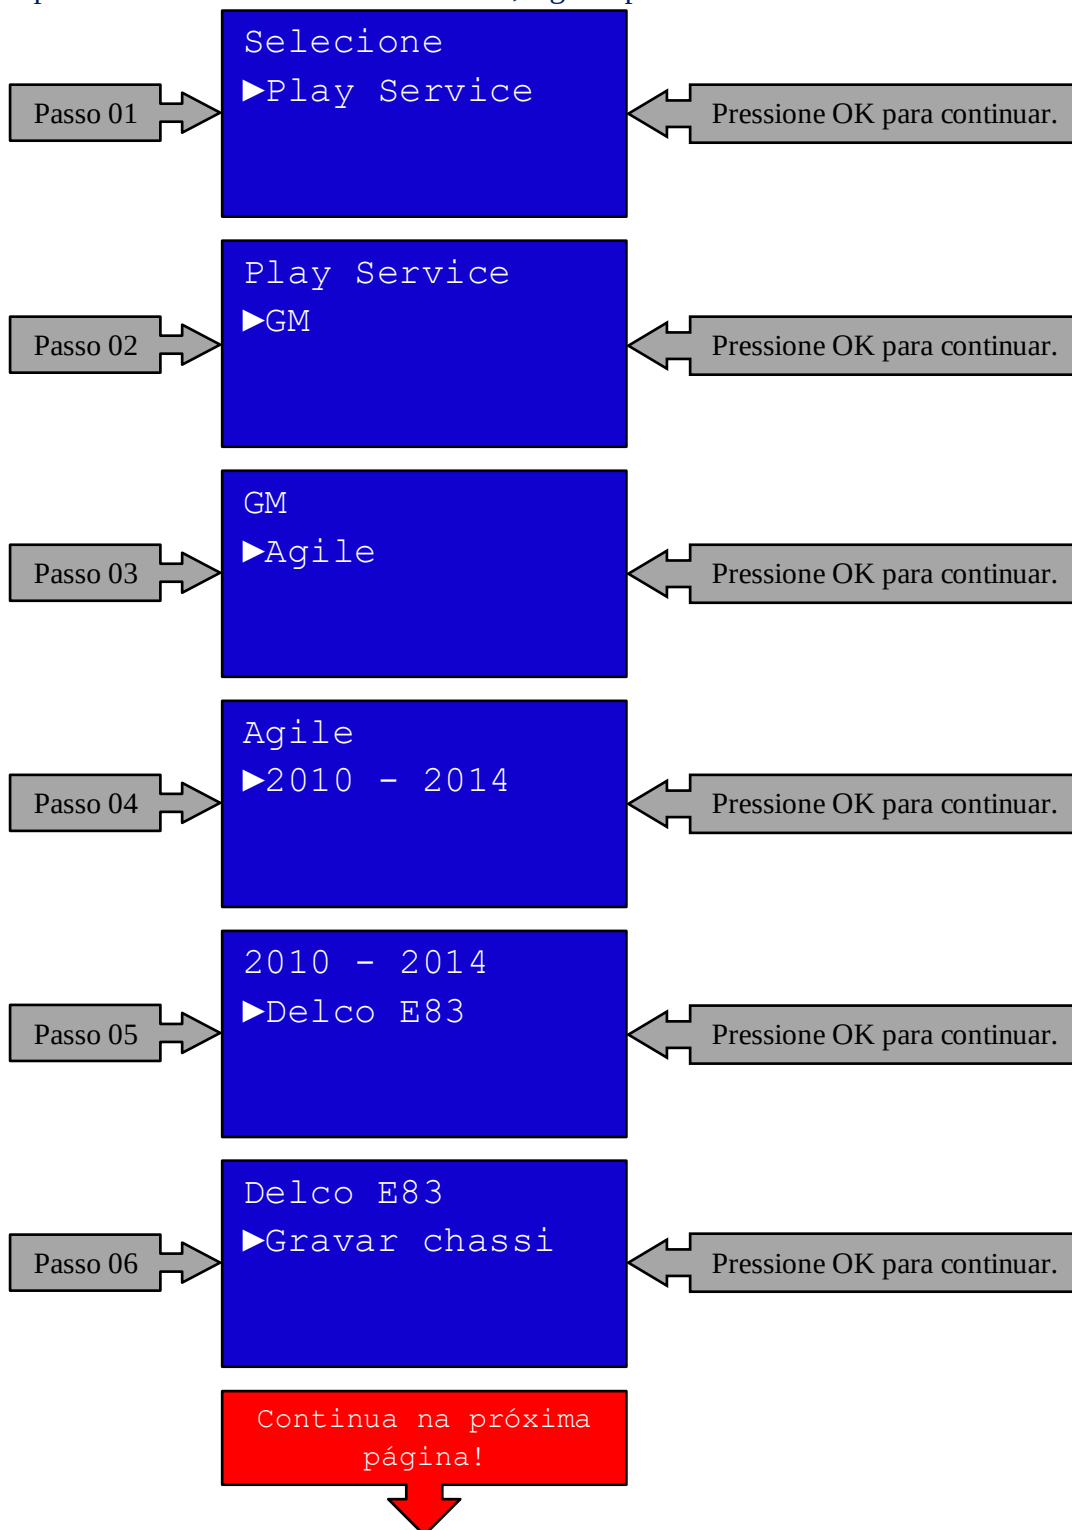 Selecione
►Play Service
Passo 01
Pressione OK para continuar.
Play Service
►GM
Passo 02
Pressione OK para continuar.
GM
►Agile
Passo 03
Pressione OK para continuar.
Agile
►2010 - 2014
Passo 04
Pressione OK para continuar.
2010 - 2014
►Delco E83
Passo 05
Pressione OK para continuar.
Delco E83
►Gravar chassi
Passo 06
Pressione OK para continuar.
Continua na próxima
página!